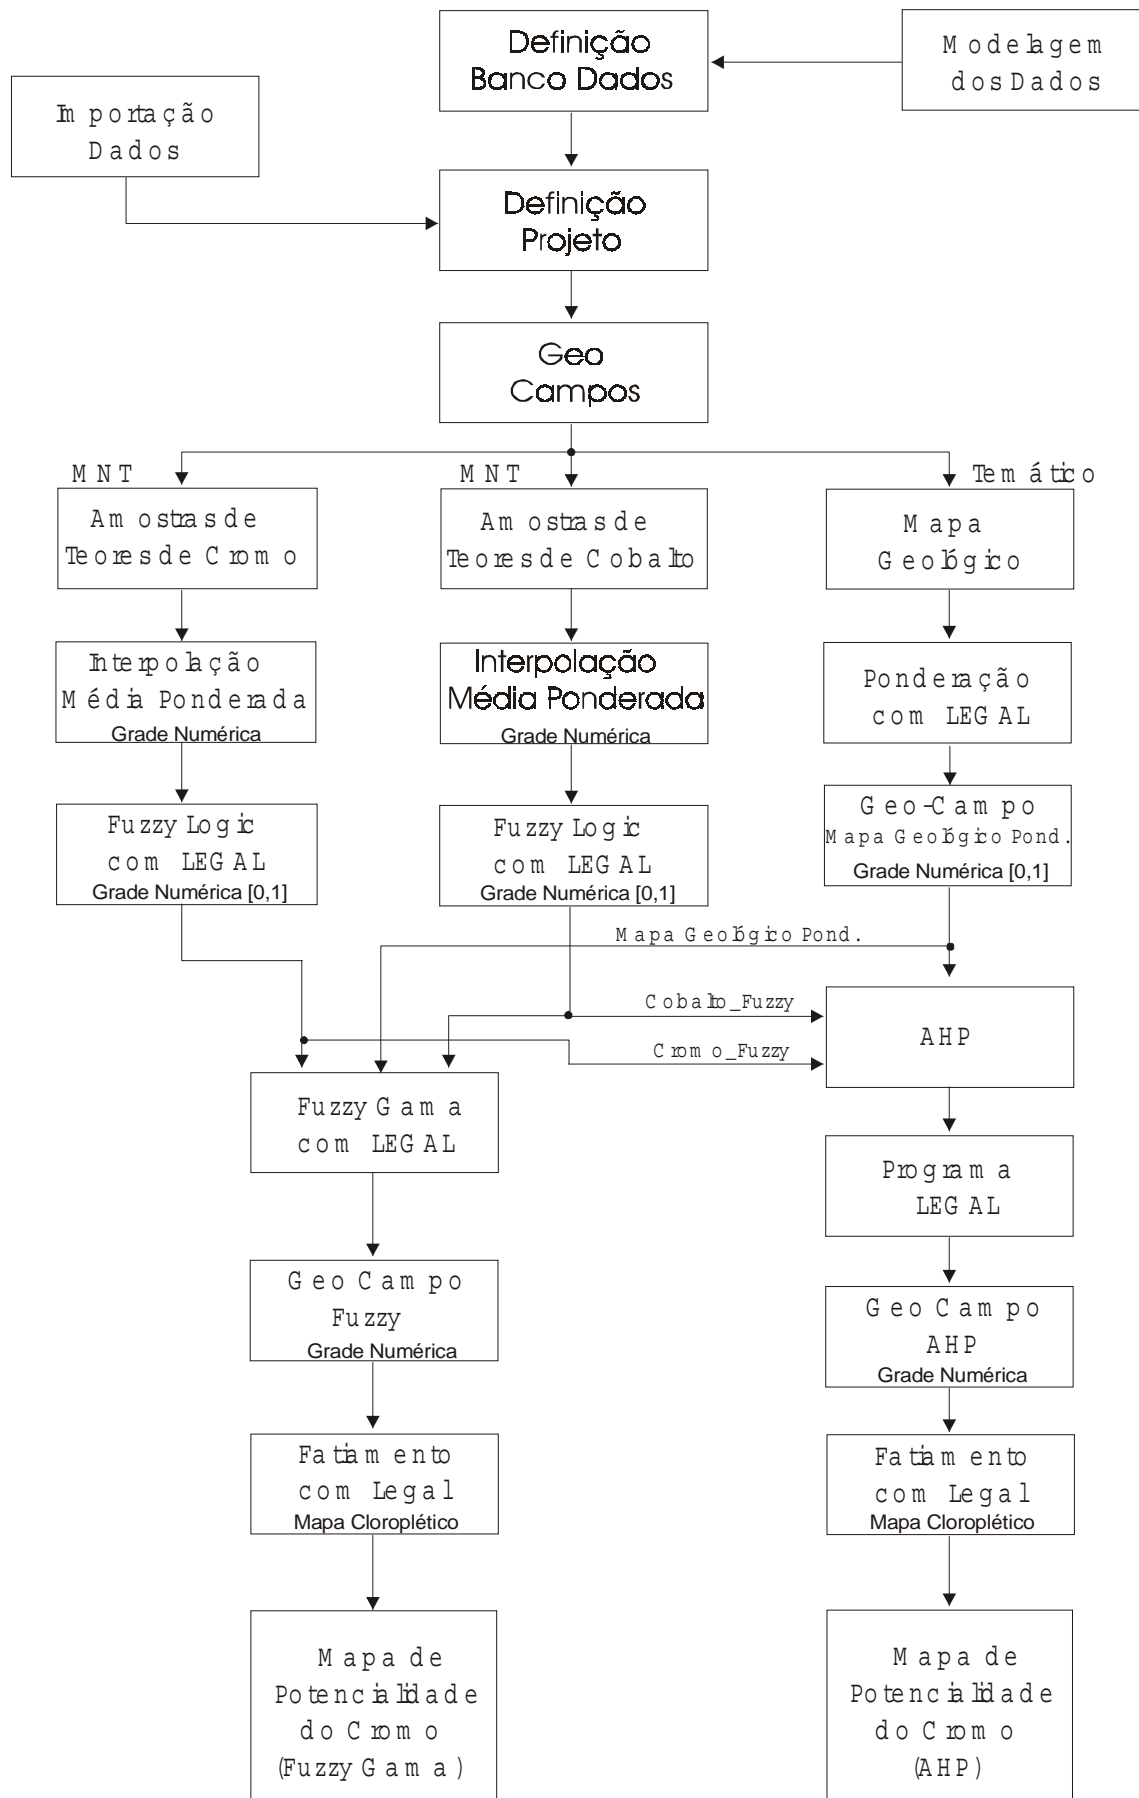 Definição
Banco Dados
Modelagem
dos Dados
Importação
Dados
Definição
Projeto
Geo
Campos
MNT
MNT
Temático
Amostras de
Teores de Cromo
Amostras de
Teores de Cobalto
Mapa
Geológico
Interpolação
Média Ponderada
Grade Numérica
Interpolação
Média Ponderada
Grade Numérica
Ponderação
com LEGAL
Fuzzy Logic
com LEGAL
Grade Numérica [0,1]
Fuzzy Logic
com LEGAL
Grade Numérica [0,1]
Geo-Campo
Mapa Geológico Pond.
Grade Numérica [0,1]
Mapa Geológico Pond.
Cobalto_Fuzzy
Cromo_Fuzzy
AHP
Fuzzy Gama
com LEGAL
Programa
LEGAL
Geo Campo
Fuzzy
Grade Numérica
Geo Campo
AHP
Grade Numérica
Fatiamento
com Legal
Mapa Cloroplético
Fatiamento
com Legal
Mapa Cloroplético
Mapa de
Potencialidade
do Cromo
(Fuzzy Gama)
Mapa de
Potencialidade
do Cromo
(AHP)